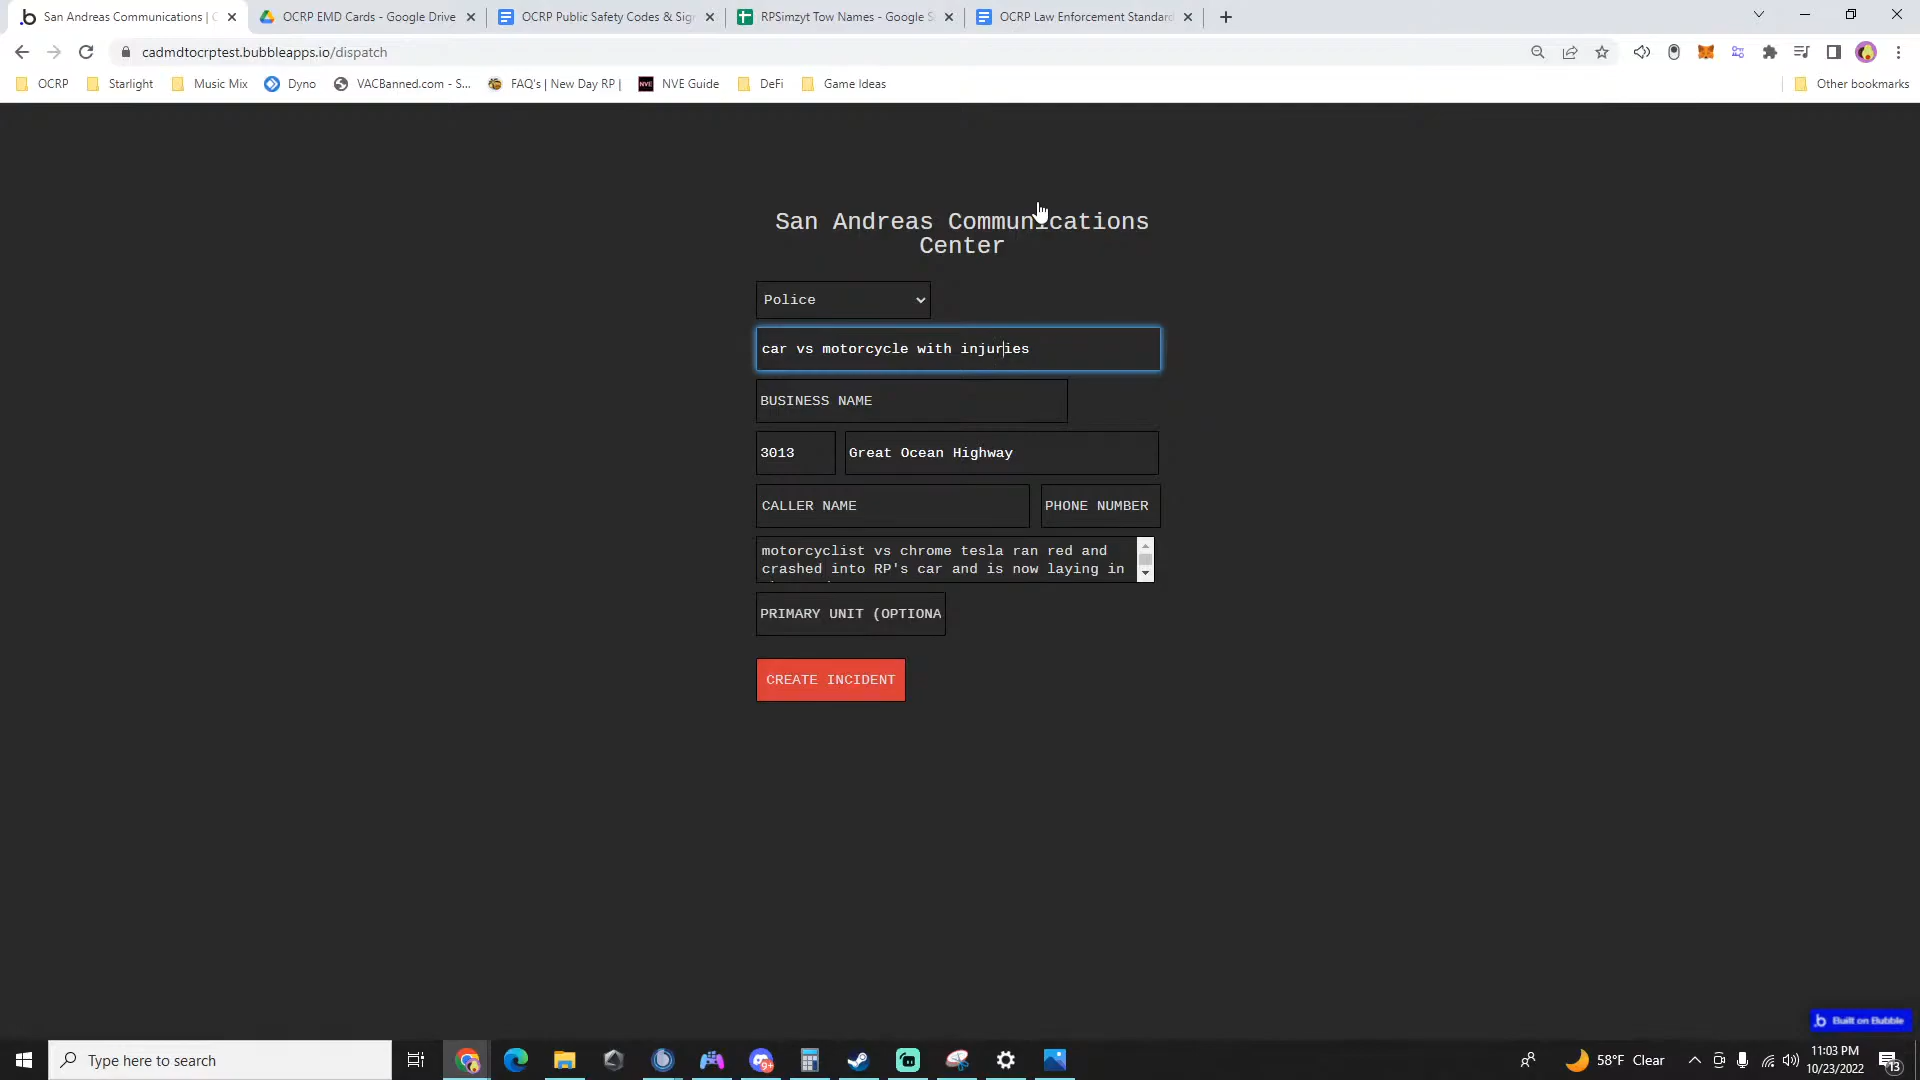 San Andreas Communications | C
OCRP EMD Cards - Google Drive
OCRP Public Safety Codes & Sig
RPSimzyt Tow Names - Google S
OCRP Law Enforcement Standard
cadmdtocrptest.bubbleapps.io/dispatch
OCRP
Starlight
Music Mix
Dyno
VACBanned.com - S...
FAQ's | New Day RP |
NVE
NVE Guide
DeFi
Game Ideas
Other bookmarks
San Andreas Communications
Center
Police
car vs motorcycle with injuries
BUSINESS NAME
3013
Great Ocean Highway
CALLER NAME
PHONE NUMBER
motorcyclist vs chrome tesla ran red and
crashed into RP's car and is now laying in
PRIMARY UNIT (OPTIONA
CREATE INCIDENT
Built on Bubble
Type here to search
9+
58°F Clear
11:03 PM
10/23/2022
13